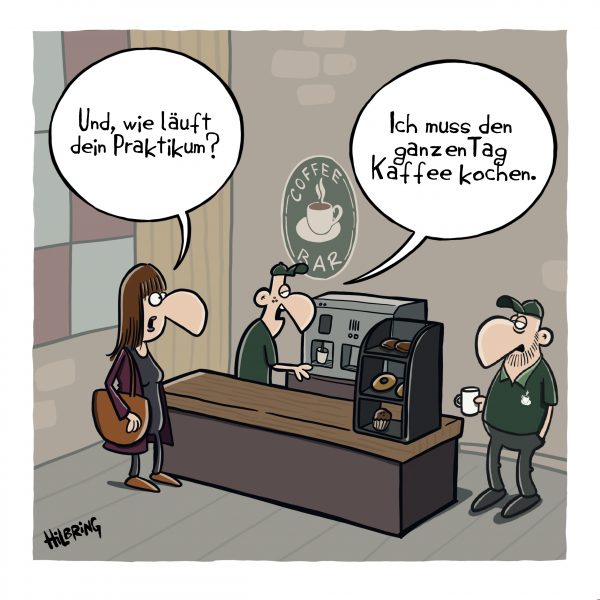 Und, wie läuft
dein Praktikum?
Ich muss den
ganzen Tag
Kaffee kochen.
COFFEE
BAR
HILBRING